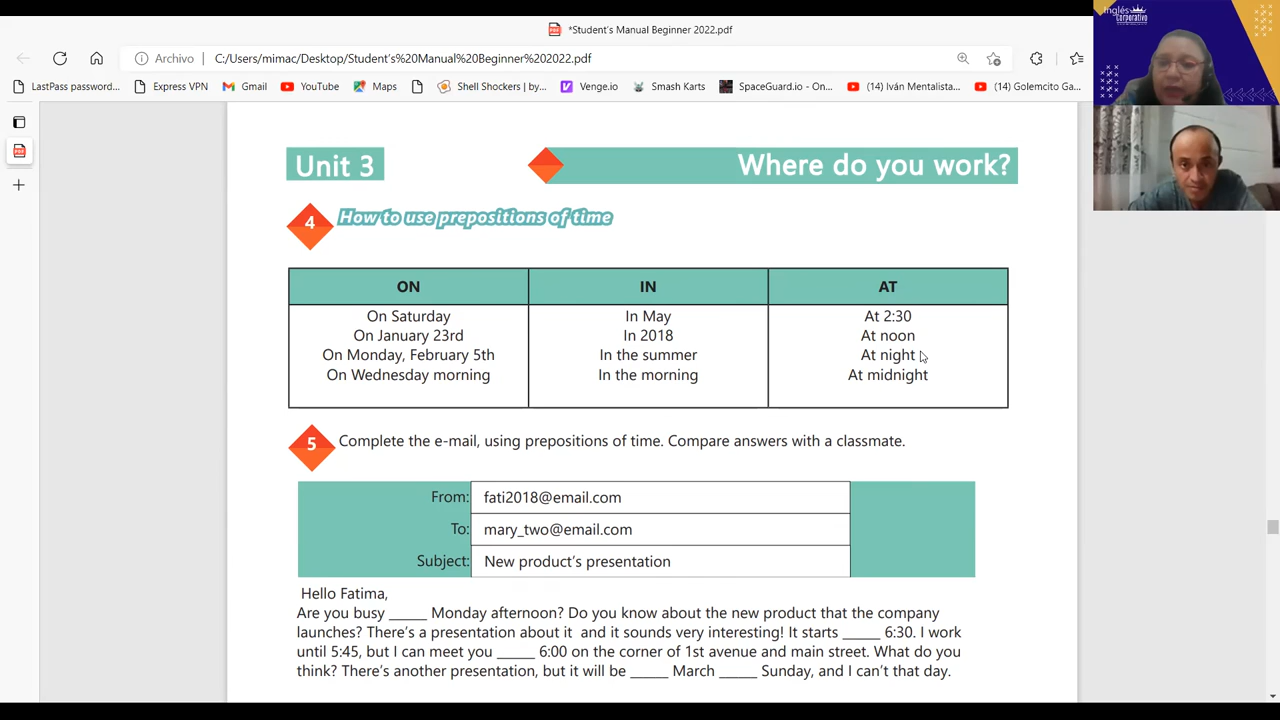 *Student's Manual Beginner 2022.pdf
Archivo
C:/Users/mimac/Desktop/Student's%20Manual%20Beginner%202022.pdf
LastPass password...
Express VPN
Gmail
YouTube
Maps
Shell Shockers | by...
Venge.io
Smash Karts
SpaceGuard.io - On...
(14) Iván Mentalista...
(14) Golemcito Ga...
Inglés
Corporativo
Unit 3
Where do you work?
4
How to use prepositions of time
ON IN AT
On Saturday In May At 2:30
On January 23rd In 2018 At noon
On Monday, February 5th In the summer At night
On Wednesday morning In the morning At midnight
5
Complete the e-mail, using prepositions of time. Compare answers with a classmate.
From: fati2018@email.com
To: mary_two@email.com
Subject: New product's presentation
Hello Fatima,
Are you busy _____ Monday afternoon? Do you know about the new product that the company
launches? There's a presentation about it and it sounds very interesting! It starts _____ 6:30. I work
until 5:45, but I can meet you _____ 6:00 on the corner of 1st avenue and main street. What do you
think? There's another presentation, but it will be _____ March _____ Sunday, and I can't that day.